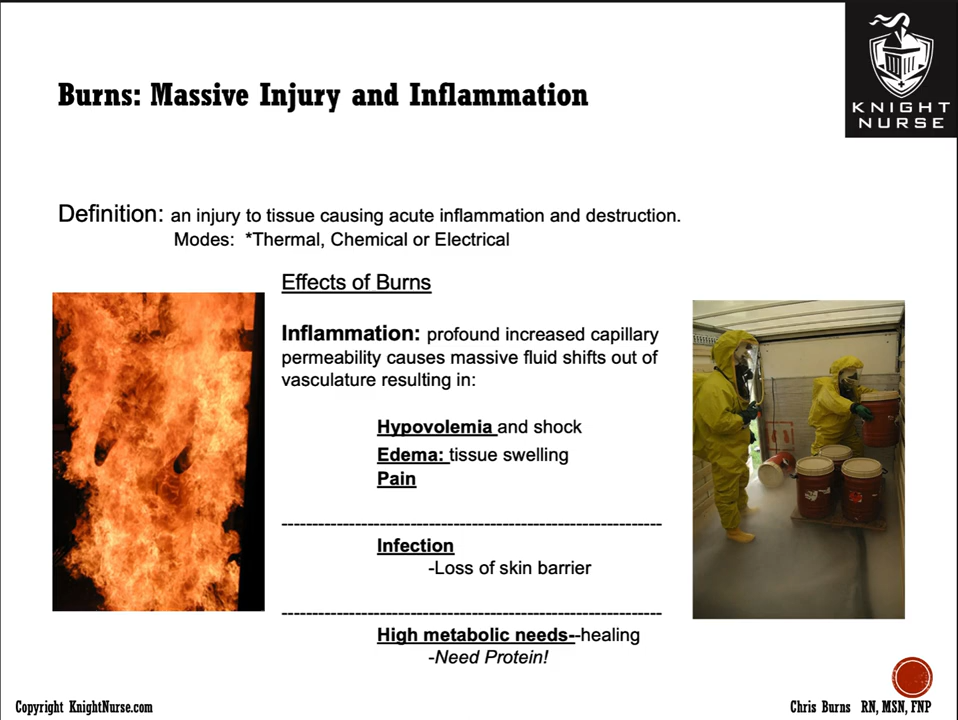 KNIGHT
NURSE
Burns: Massive Injury and Inflammation
Definition: an injury to tissue causing acute inflammation and destruction.
Modes: *Thermal, Chemical or Electrical
Effects of Burns
Inflammation: profound increased capillary
permeability causes massive fluid shifts out of
vasculature resulting in:
Hypovolemia and shock
Edema: tissue swelling
Pain
--------------------------------------------------------------
Infection
-Loss of skin barrier
--------------------------------------------------------------
High metabolic needs--healing
-Need Protein!
Copyright KnightNurse.com
Chris Burns RN, MSN, FNP